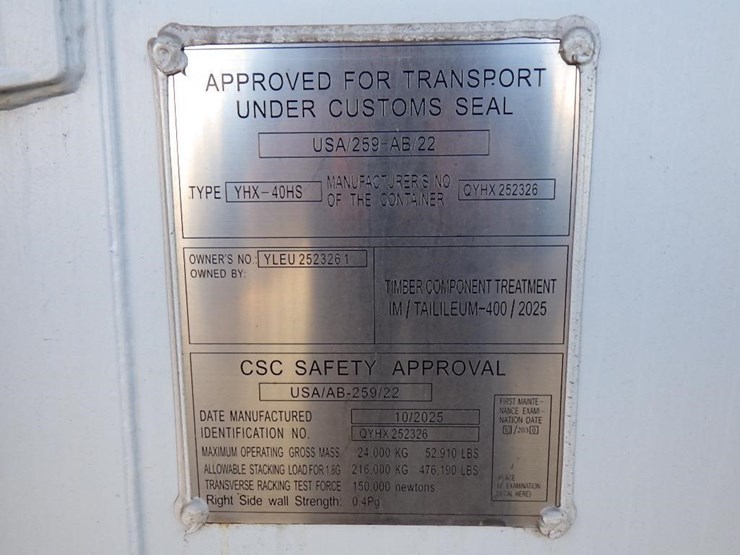 APPROVED FOR TRANSPORT
UNDER CUSTOMS SEAL
USA/259-AB/22
TYPE YHX-40HS
MANUFACTURER'S NO
OF THE CONTAINER
QYHX 252326
OWNER'S NO: YLEU 252326 1
OWNED BY:
TIMBER COMPONENT TREATMENT
IM / TAILILEUM-400 / 2025
CSC SAFETY APPROVAL
USA/AB-259/22
DATE MANUFACTURED 10/2025
IDENTIFICATION NO. QYHX 252326
MAXIMUM OPERATING GROSS MASS 24.000 KG 52.910 LBS
ALLOWABLE STACKING LOAD FOR 1.8G 216.000 KG 476.190 LBS
TRANSVERSE RACKING TEST FORCE 150.000 newtons
Right Side wall Strength: 0.4Pg
FIRST MAINTE-
NANCE EXAMI-
NATION DATE